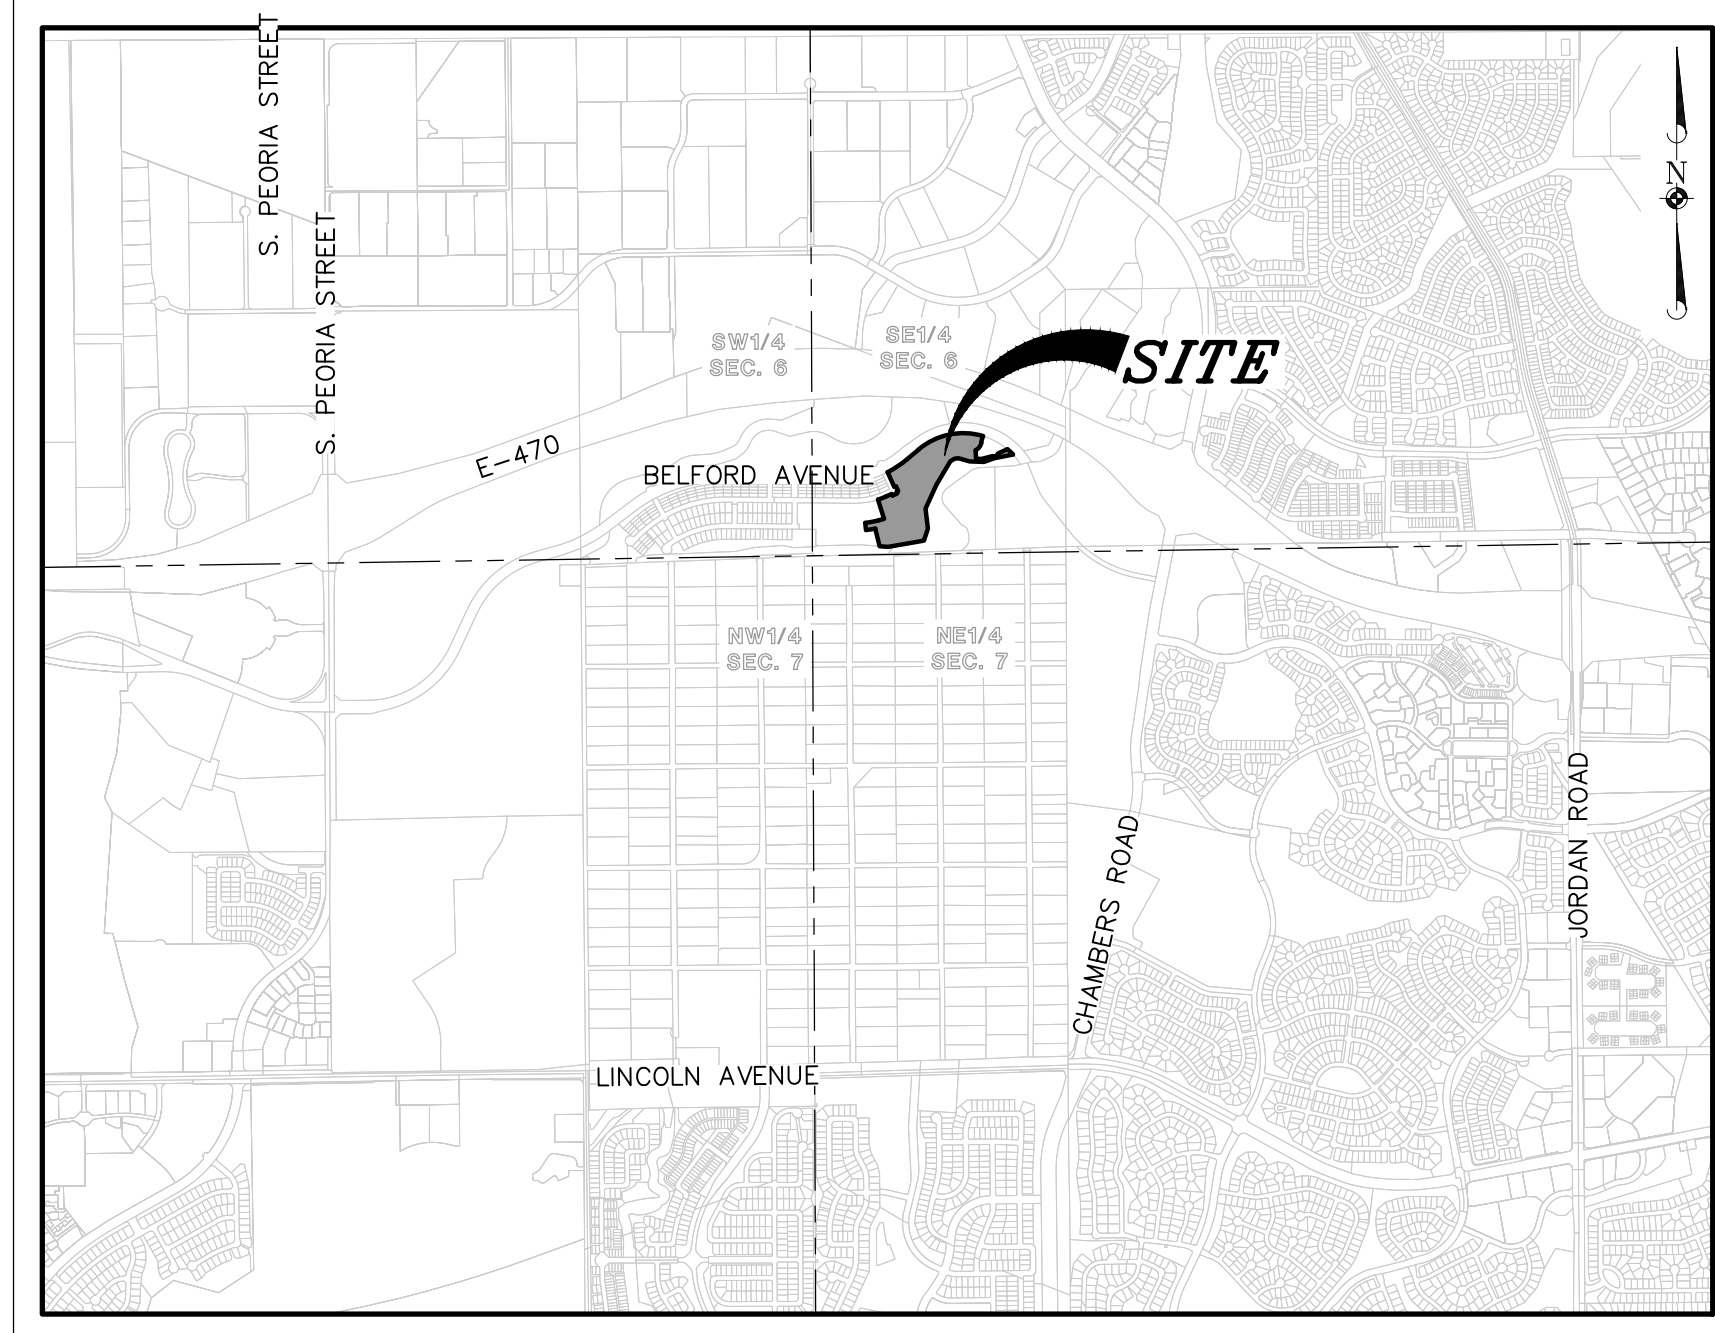 S. PEORIA STREET
S. PEORIA STREET
N
SW1/4
SEC. 6
SE1/4
SEC. 6
SITE
E-470
BELFORD AVENUE
NW1/4
SEC. 7
NE1/4
SEC. 7
JORDAN ROAD
CHAMBERS ROAD
LINCOLN AVENUE